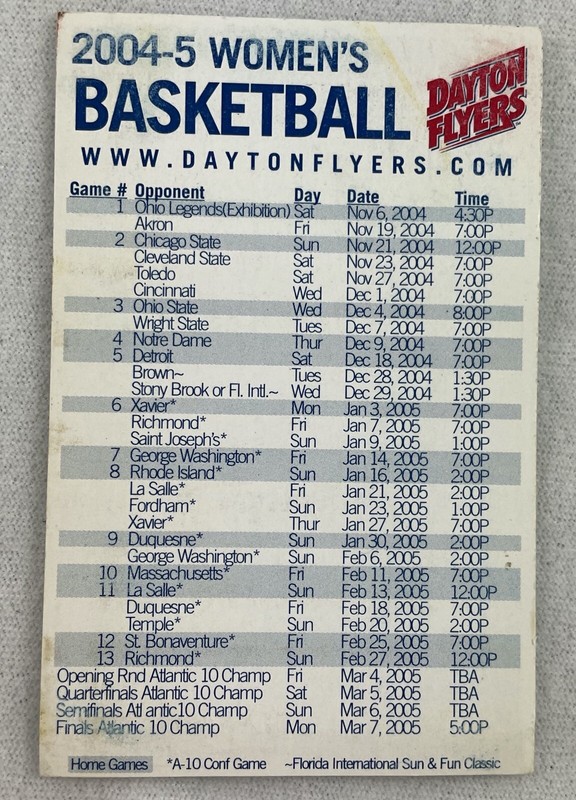 2004-5 WOMEN'S
BASKETBALL
DAYTON
FLYERS
WWW.DAYTONFLYERS.COM
Game # Opponent Day Date Time
1 Ohio Legends(Exhibition) Sat Nov 6, 2004 4:30P
Akron Fri Nov 19, 2004 7:00P
2 Chicago State Sun Nov 21, 2004 12:00P
Cleveland State Sat Nov 23, 2004 7:00P
Toledo Sat Nov 27, 2004 7:00P
Cincinnati Wed Dec 1, 2004 7:00P
3 Ohio State Wed Dec 4, 2004 8:00P
Wright State Tues Dec 7, 2004 7:00P
4 Notre Dame Thur Dec 9, 2004 7:00P
5 Detroit Sat Dec 18, 2004 7:00P
Brown~ Tues Dec 28, 2004 1:30P
Stony Brook or Fl. Intl.~ Wed Dec 29, 2004 1:30P
6 Xavier* Mon Jan 3, 2005 7:00P
Richmond* Fri Jan 7, 2005 7:00P
Saint Joseph's* Sun Jan 9, 2005 1:00P
7 George Washington* Fri Jan 14, 2005 7:00P
8 Rhode Island* Sun Jan 16, 2005 2:00P
La Salle* Fri Jan 21, 2005 2:00P
Fordham* Sun Jan 23, 2005 1:00P
Xavier* Thur Jan 27, 2005 7:00P
9 Duquesne* Sun Jan 30, 2005 2:00P
George Washington* Sun Feb 6, 2005 2:00P
10 Massachusetts* Fri Feb 11, 2005 7:00P
11 La Salle* Sun Feb 13, 2005 12:00P
Duquesne* Fri Feb 18, 2005 7:00P
Temple* Sun Feb 20, 2005 2:00P
12 St. Bonaventure* Fri Feb 25, 2005 7:00P
13 Richmond* Sun Feb 27, 2005 12:00P
Opening Rnd Atlantic 10 Champ Fri Mar 4, 2005 TBA
Quarterfinals Atlantic 10 Champ Sat Mar 5, 2005 TBA
Semifinals Atl antic10 Champ Sun Mar 6, 2005 TBA
Finals Atlantic 10 Champ Mon Mar 7, 2005 5:00P
Home Games *A-10 Conf Game ~Florida International Sun & Fun Classic